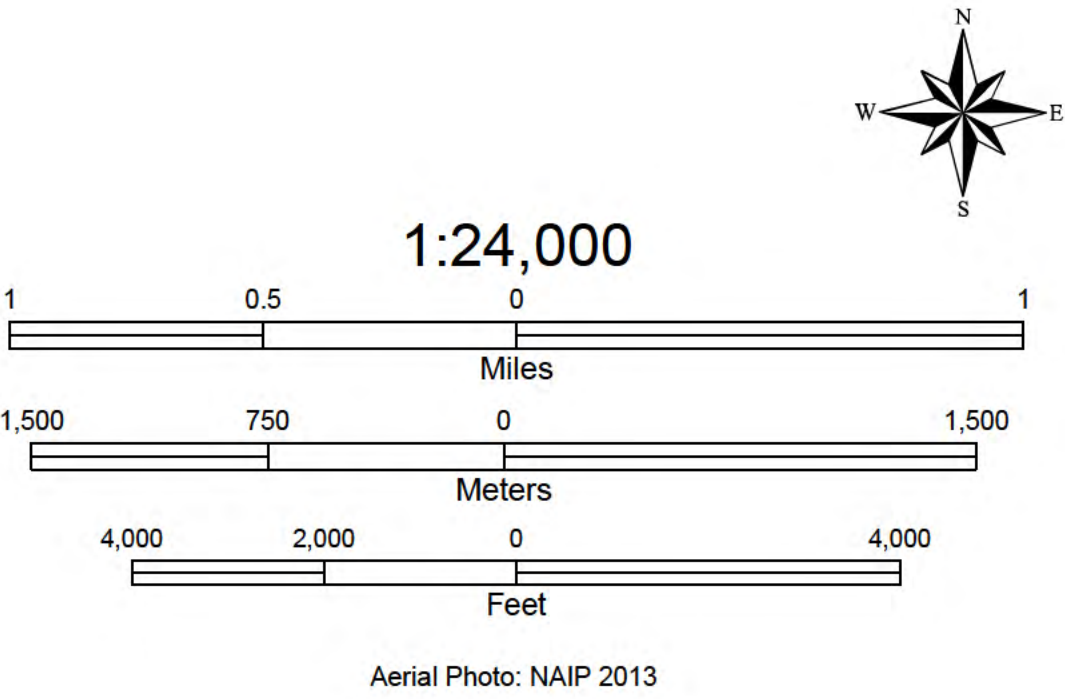 N
W E
S
1:24,000
1 0.5 0 1
Miles
1,500 750 0 1,500
Meters
4,000 2,000 0 4,000
Feet
Aerial Photo: NAIP 2013